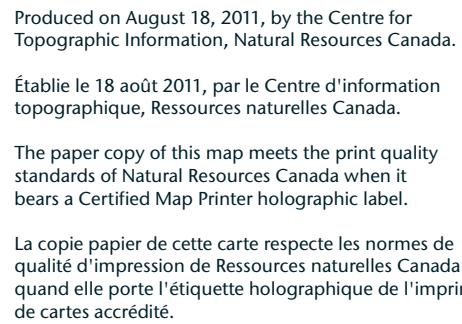 Produced on August 18, 2011, by the Centre for
Topographic Information, Natural Resources Canada.
Établie le 18 août 2011, par le Centre d'information
topographique, Ressources naturelles Canada.
The paper copy of this map meets the print quality
standards of Natural Resources Canada when it
bears a Certified Map Printer holographic label.
La copie papier de cette carte respecte les normes de
qualité d'impression de Ressources naturelles Canada
quand elle porte l'étiquette holographique de
de cartes accrédité.